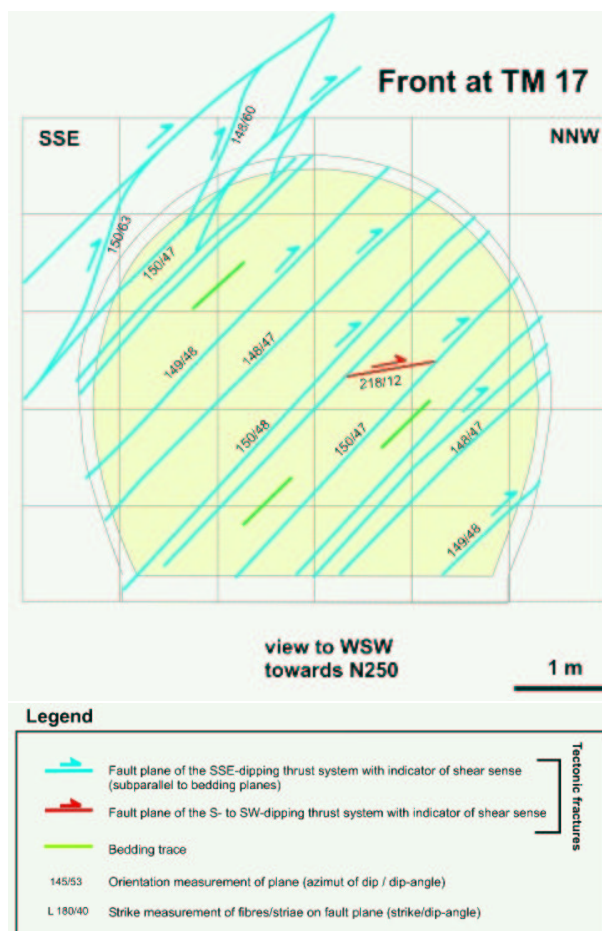 Front at TM 17
SSE
NNW
148/60
150/63
150/47
149/48
148/47
218/12
150/48
150/47
148/47
149/48
view to WSW
towards N250
1 m
Legend
Fault plane of the SSE-dipping thrust system with indicator of shear sense
(subparallel to bedding planes)
Fault plane of the S- to SW-dipping thrust system with indicator of shear sense
Tectonic fractures
Bedding trace
145/53 Orientation measurement of plane (azimut of dip / dip-angle)
L 180/40 Strike measurement of fibres/striae on fault plane (strike/dip-angle)